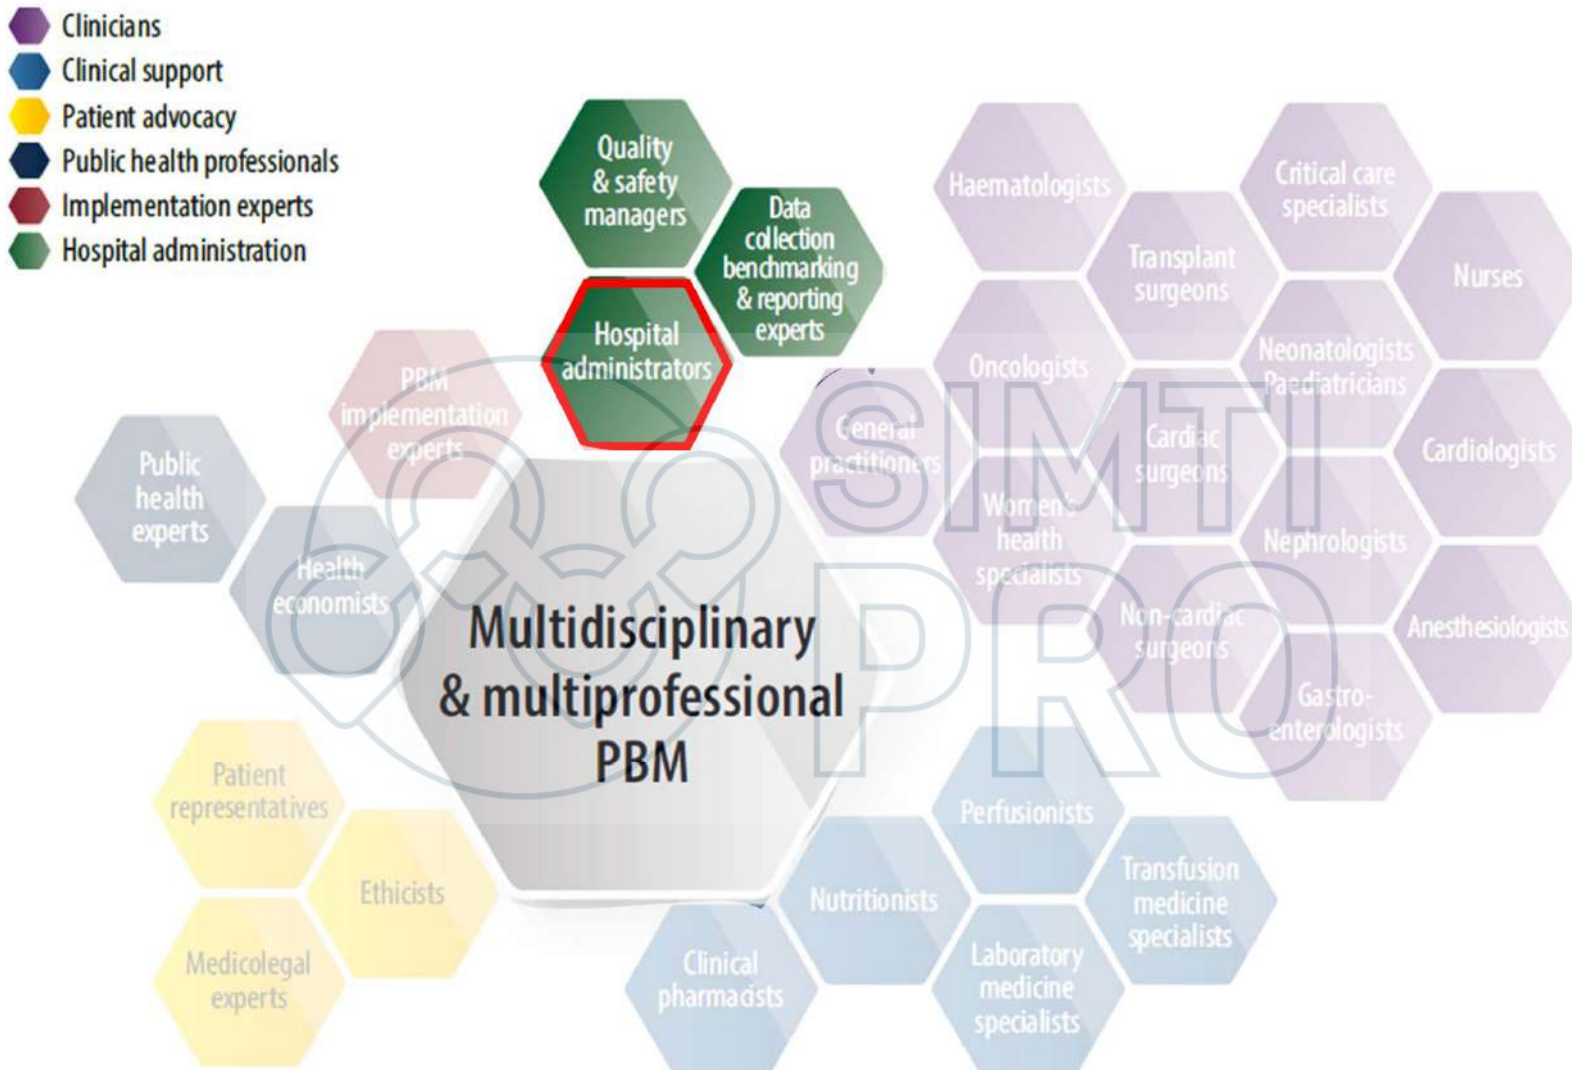 Clinicians
Clinical support
Patient advocacy
Public health professionals
Implementation experts
Hospital administration
Quality
& safety
managers
Data
collection
benchmarking
& reporting
experts
Hospital
administrators
PBM
implementation
experts
Public
health
experts
Health
economists
Multidisciplinary
& multiprofessional
PBM
Haematologists
Critical care
specialists
Transplant
surgeons
Nurses
Oncologists
Neonatologists
Paediatricians
General
practitioners
Cardiac
surgeons
Cardiologists
Women's
health
specialists
Nephrologists
Non-cardiac
surgeons
Anesthesiologists
Gastro-
enterologists
Patient
representatives
Ethicists
Medicolegal
experts
Perfusionists
Nutritionists
Transfusion
medicine
specialists
Clinical
pharmacists
Laboratory
medicine
specialists
SIMTI
PRO